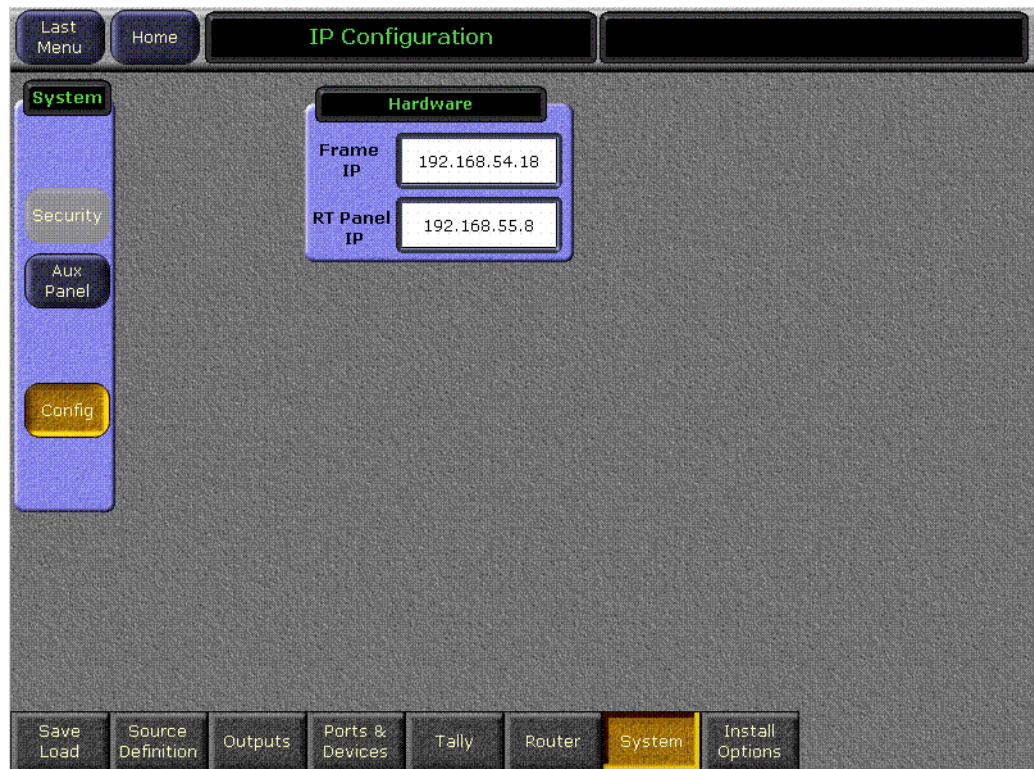 Last
Menu
Home
IP Configuration
System
Security
Aux
Panel
Config
Hardware
Frame
IP
192.168.54.18
RT Panel
IP
192.168.55.8
Save
Load
Source
Definition
Outputs
Ports &
Devices
Tally
Router
System
Install
Options